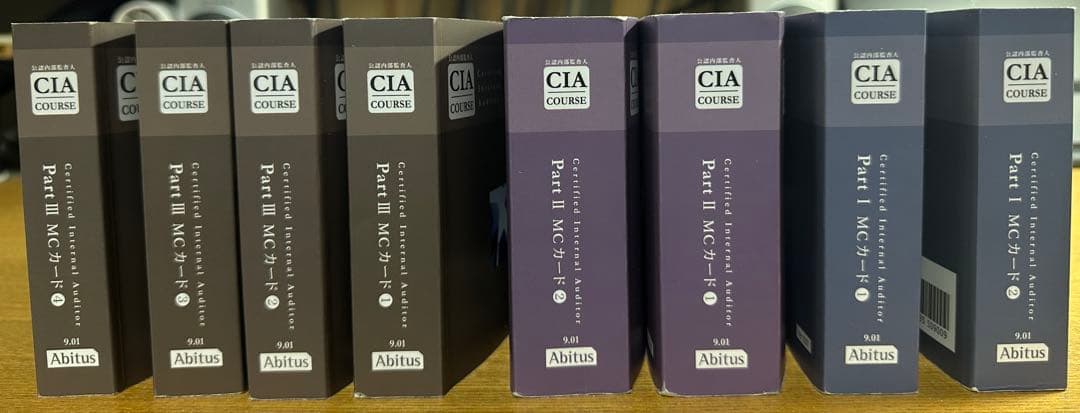 公認内部監査人
CIA
COURSE
Certified Internal Auditor
Part Ⅲ MCカード❹
9.01
Abitus
公認内部監査人
CIA
COURSE
Certified Internal Auditor
Part Ⅲ MCカード❸
9.01
Abitus
公認内部監査人
CIA
COURSE
Certified Internal Auditor
Part Ⅲ MCカード❷
9.01
Abitus
公認内部監査人
CIA
COURSE
Certified Internal Auditor
Part Ⅲ MCカード❶
9.01
Abitus
公認内部監査人
CIA
COURSE
Certified Internal Auditor
Part Ⅱ MCカード❷
9.01
Abitus
公認内部監査人
CIA
COURSE
Certified Internal Auditor
Part Ⅱ MCカード❶
9.01
Abitus
公認内部監査人
CIA
COURSE
Certified Internal Auditor
Part Ⅰ MCカード❶
9.01
Abitus
公認内部監査人
CIA
COURSE
Certified Internal Auditor
Part Ⅰ MCカード❷
9.01
Abitus